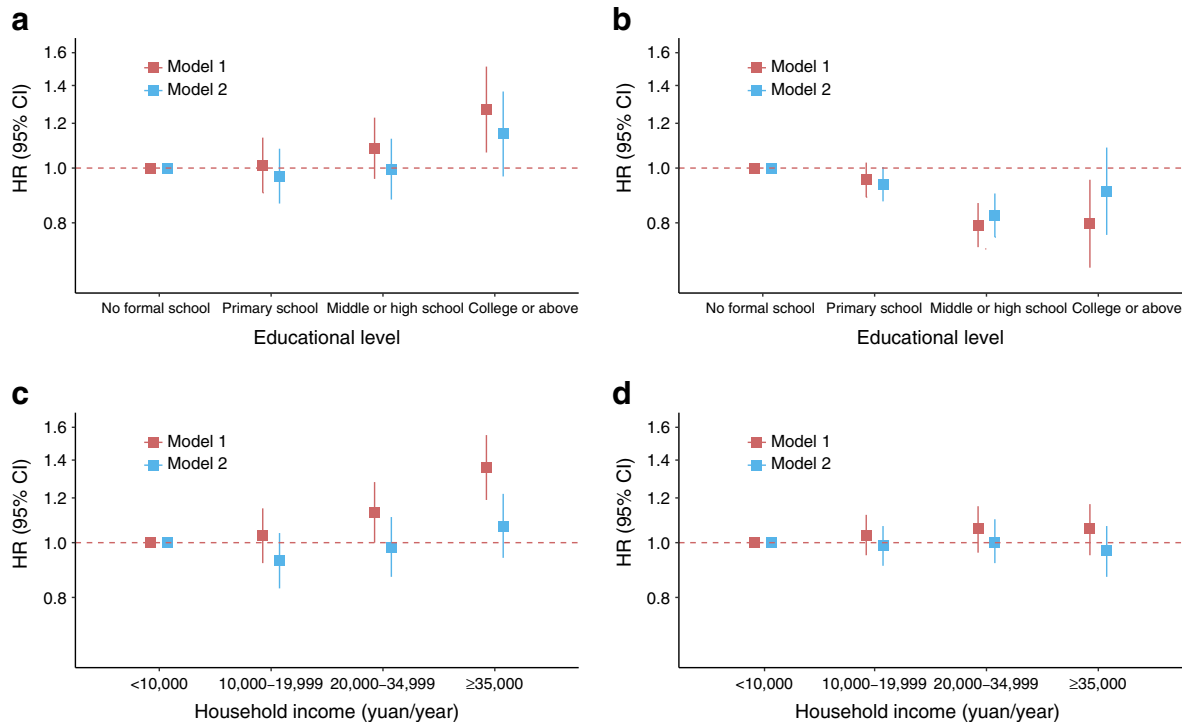 a
1.6
1.4
1.2
1.0
0.8
HR (95% CI)
Model 1
Model 2
No formal school
Primary school
Middle or high school
College or above
Educational level
b
1.6
1.4
1.2
1.0
0.8
HR (95% CI)
Model 1
Model 2
No formal school
Primary school
Middle or high school
College or above
Educational level
c
1.6
1.4
1.2
1.0
0.8
HR (95% CI)
Model 1
Model 2
<10,000
10,000–19,999
20,000–34,999
≥35,000
Household income (yuan/year)
d
1.6
1.4
1.2
1.0
0.8
HR (95% CI)
Model 1
Model 2
<10,000
10,000–19,999
20,000–34,999
≥35,000
Household income (yuan/year)